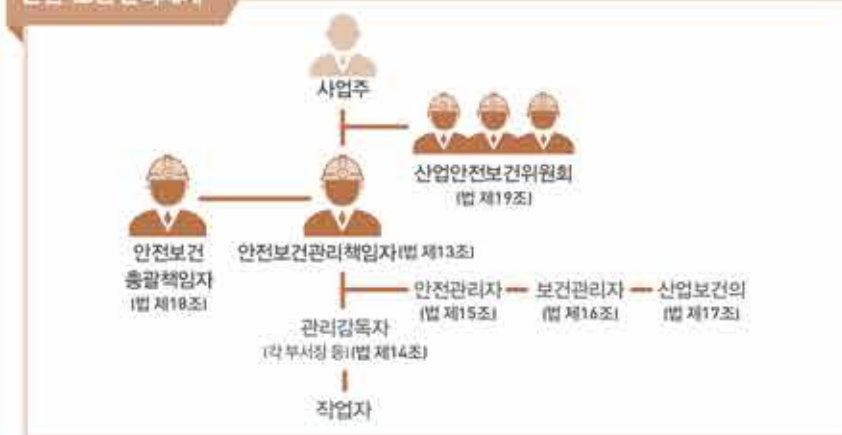 사업주
산업안전보건위원회
(법 제19조)
안전보건
총괄책임자
(법 제18조)
안전보건관리책임자(법 제13조)
안전관리자
(법 제15조)
보건관리자
(법 제16조)
산업보건의
(법 제17조)
관리감독자
(각 부서장 등)(법 제14조)
작업자